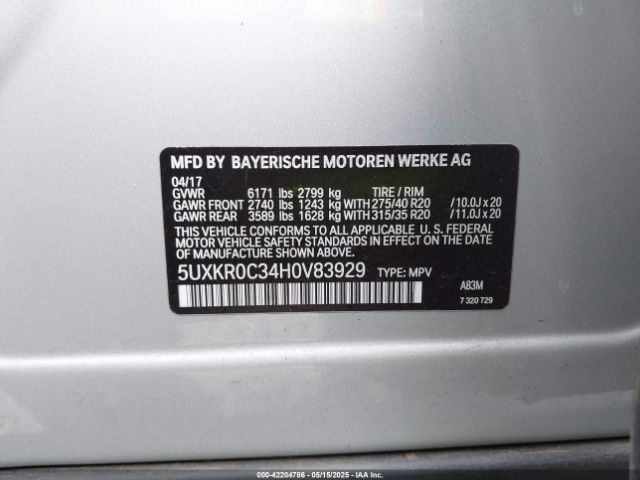 MFD BY BAYERISCHE MOTOREN WERKE AG
04/17
GVWR 6171 lbs 2799 kg TIRE / RIM
GAWR FRONT 2740 lbs 1243 kg WITH 275/40 R20 /10.0J x 20
GAWR REAR 3589 lbs 1628 kg WITH 315/35 R20 /11.0J x 20
THIS VEHICLE CONFORMS TO ALL APPLICABLE U. S. FEDERAL
MOTOR VEHICLE SAFETY STANDARDS IN EFFECT ON THE DATE OF
MANUFACTURE SHOWN ABOVE.
5UXKR0C34H0V83929 TYPE: MPV
A83M
7 320 729
000-42204786 - 05/15/2025 - IAA Inc.